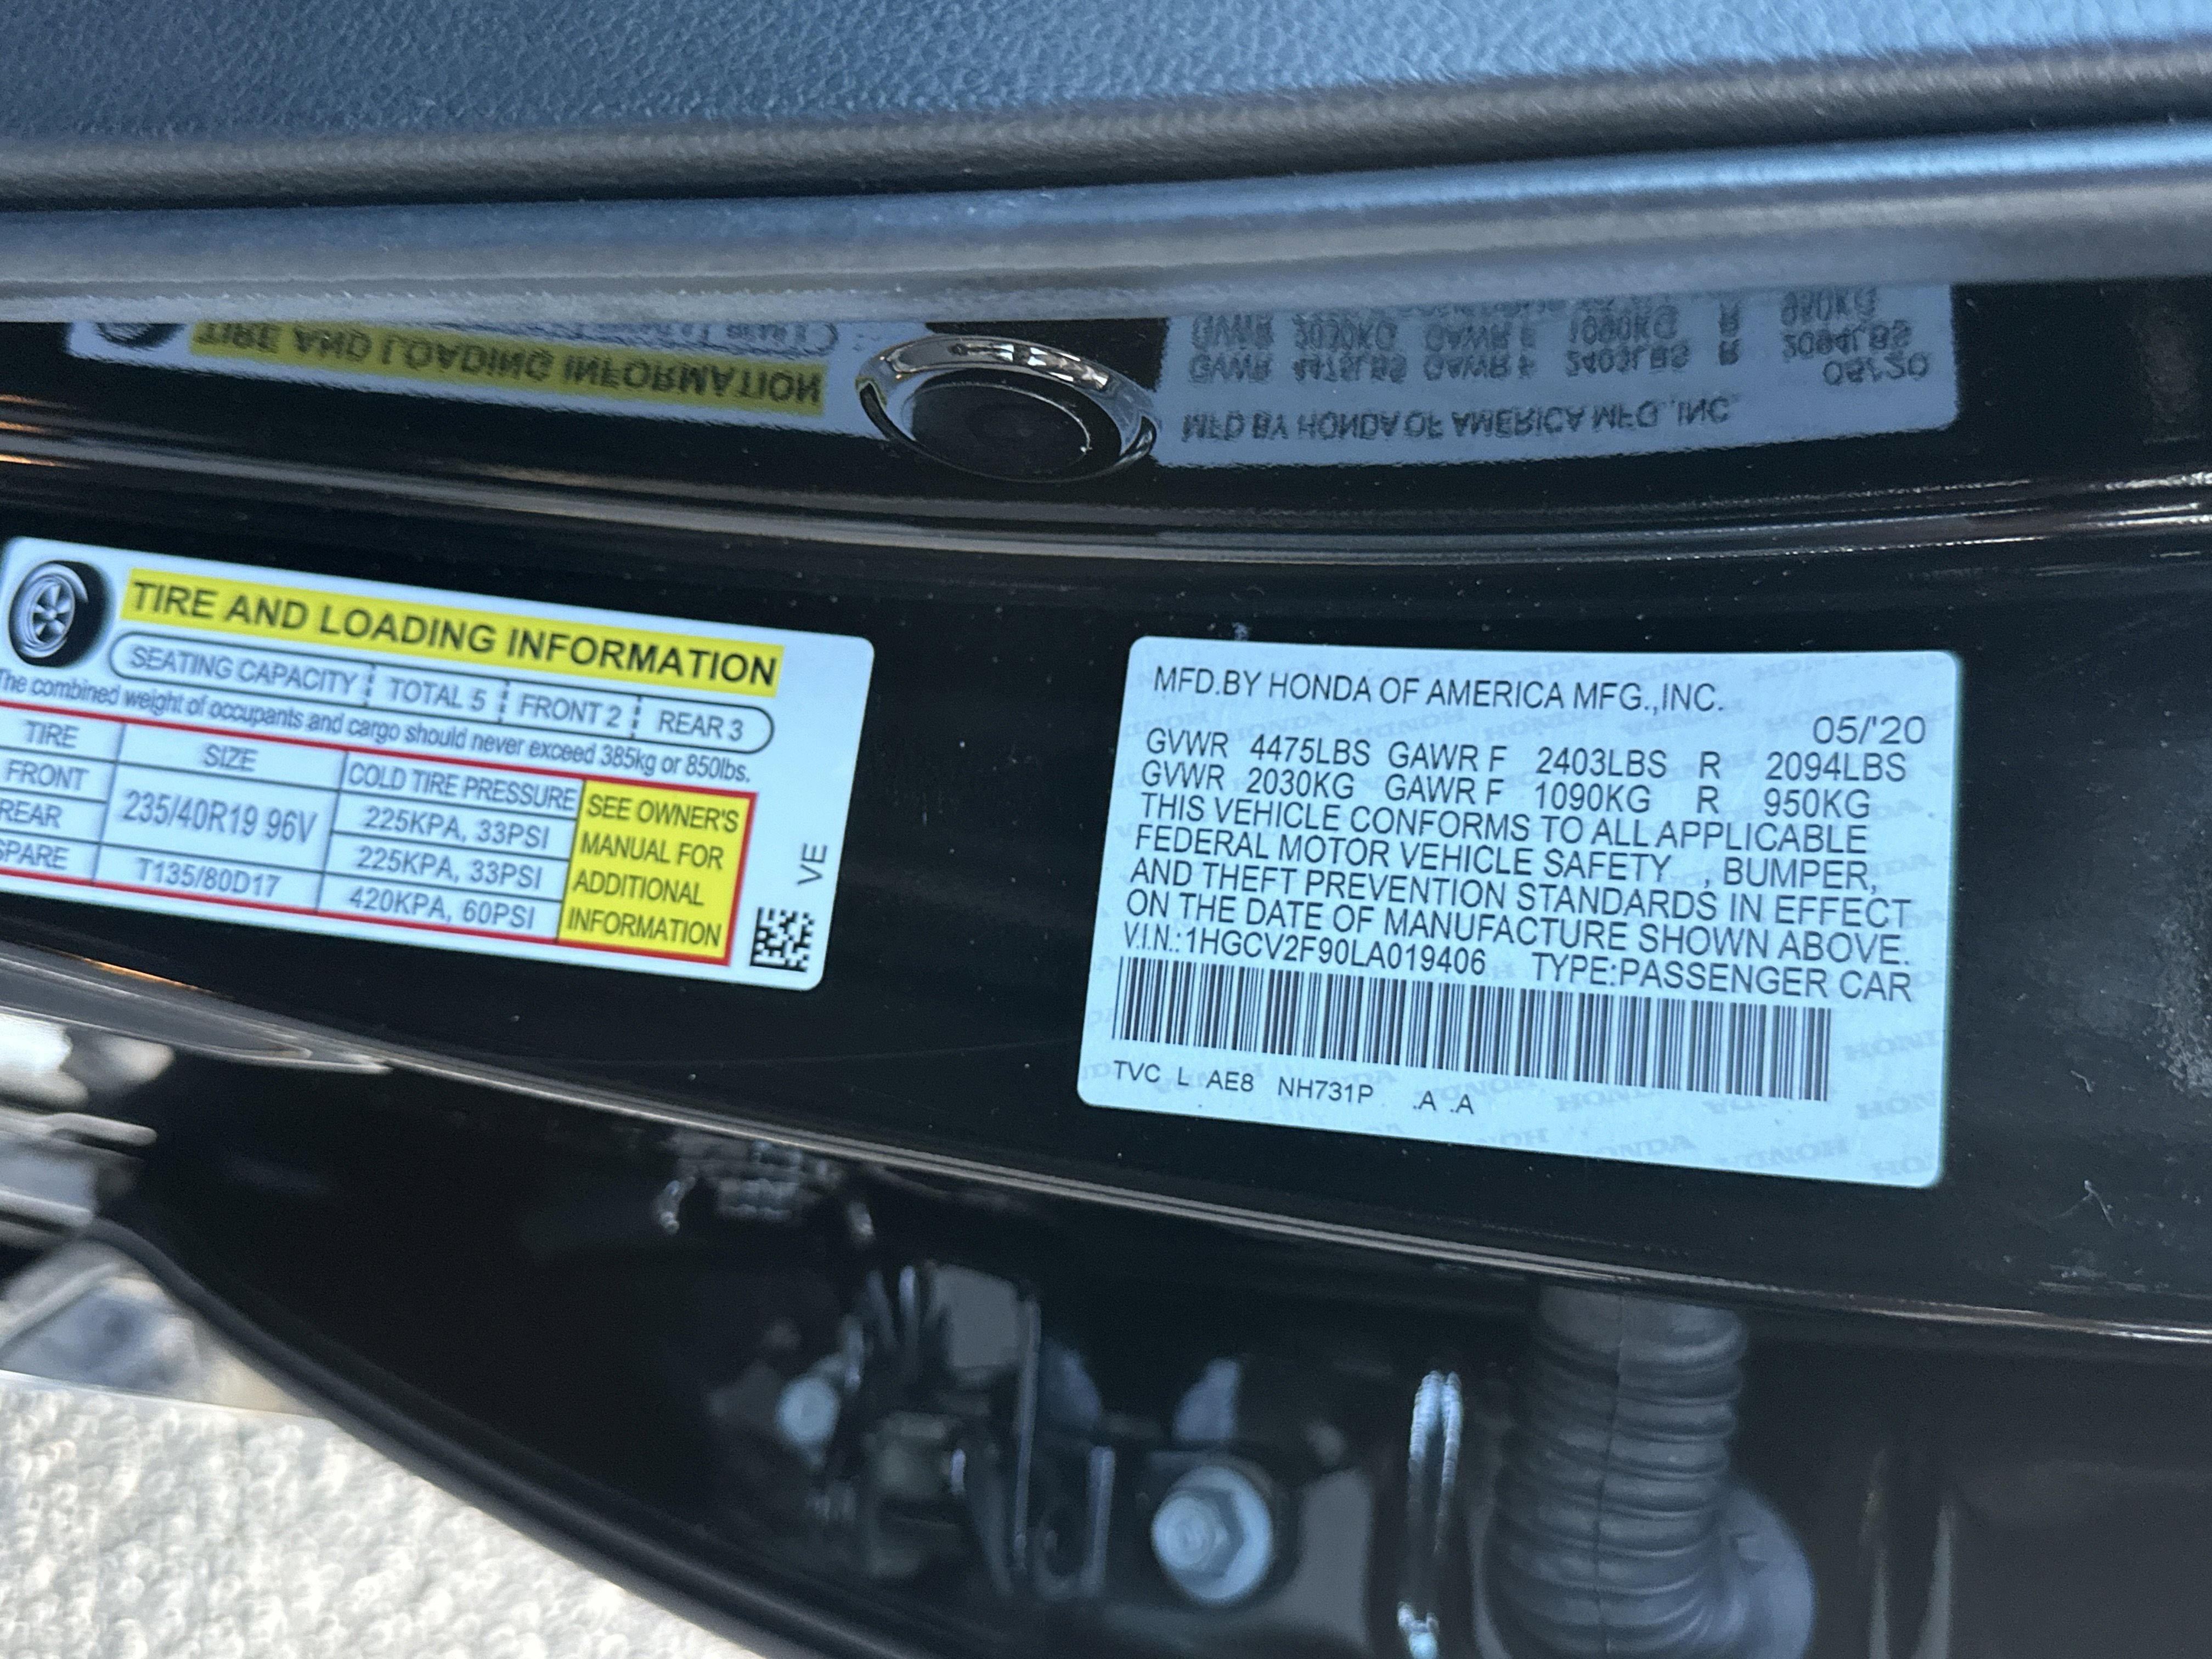 TIRE AND LOADING INFORMATION
SEATING CAPACITY TOTAL 5 FRONT 2 REAR 3
The combined weight of occupants and cargo should never exceed 385kg or 850lbs.
TIRE SIZE COLD TIRE PRESSURE
FRONT 235/40R19 96V 225KPA, 33PSI
REAR 225KPA, 33PSI
SPARE T135/80D17 420KPA, 60PSI
SEE OWNER'S
MANUAL FOR
ADDITIONAL
INFORMATION
VE
MFD.BY HONDA OF AMERICA MFG.,INC.
05/'20
GVWR 4475LBS GAWR F 2403LBS R 2094LBS
GVWR 2030KG GAWR F 1090KG R 950KG
THIS VEHICLE CONFORMS TO ALL APPLICABLE
FEDERAL MOTOR VEHICLE SAFETY , BUMPER,
AND THEFT PREVENTION STANDARDS IN EFFECT
ON THE DATE OF MANUFACTURE SHOWN ABOVE.
V.I.N.:1HGCV2F90LA019406 TYPE:PASSENGER CAR
TVC L AE8 NH731P .A .A